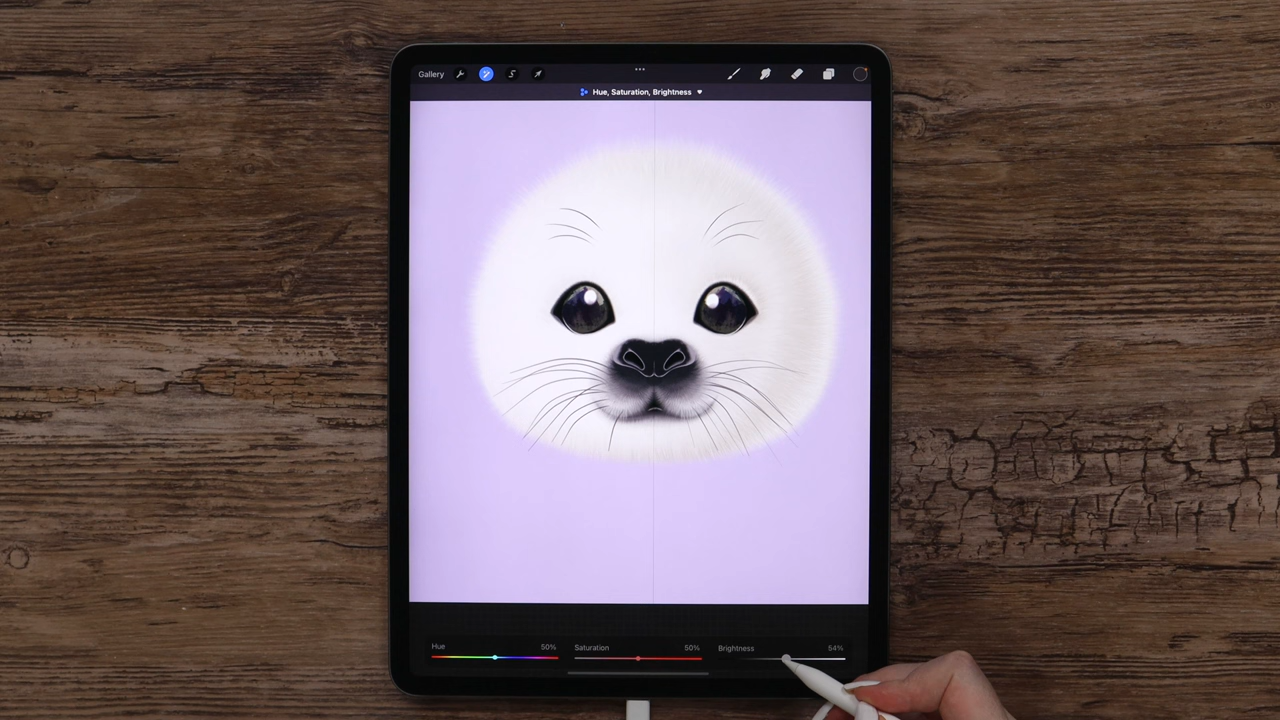 Gallery
Hue, Saturation, Brightness ♥
Hue 50% Saturation 50% Brightness 54%